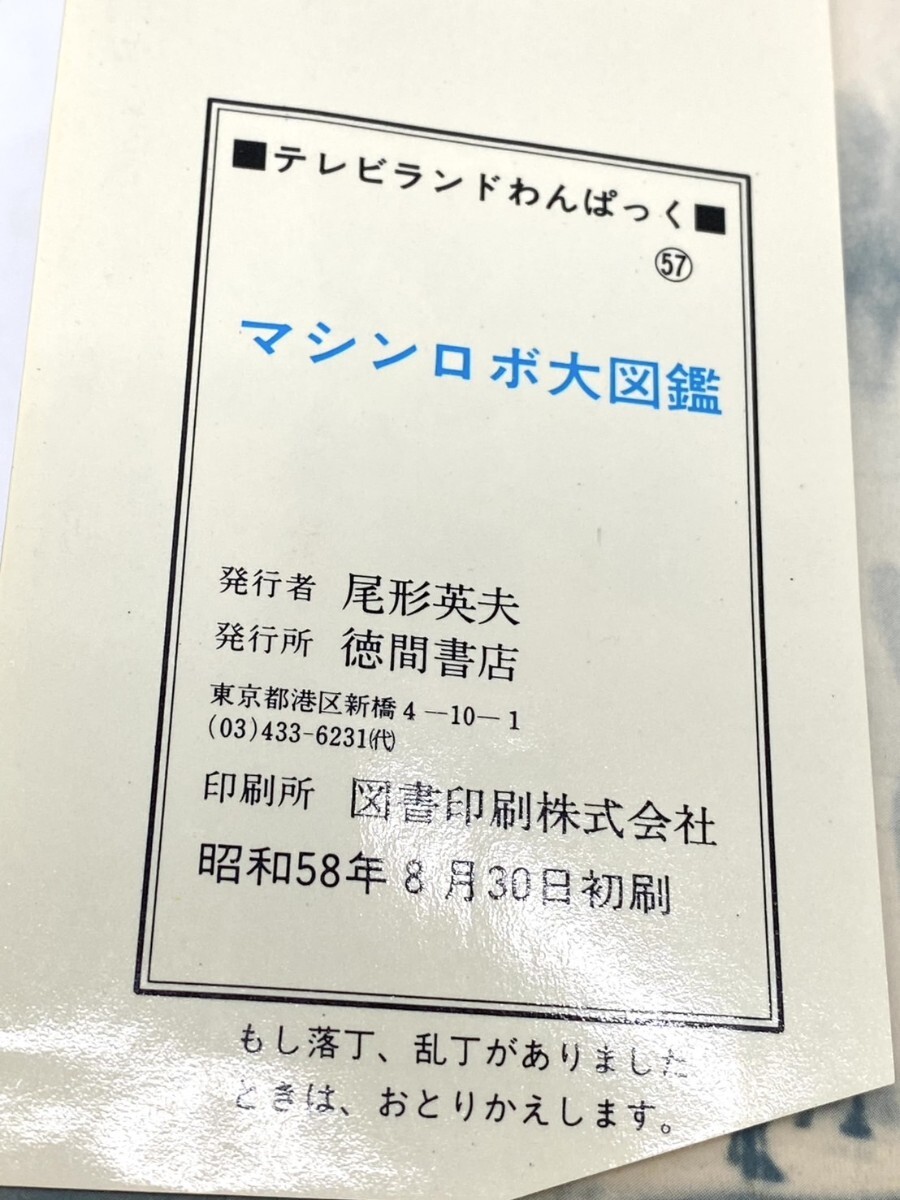 ■テレビランドわんぱっく■
㊼
マシンロボ大図鑑
発行者 尾形英夫
発行所 徳間書店
東京都港区新橋4—10—1
(03)433-6231㈹
印刷所 図書印刷株式会社
昭和58年8月30日初刷
もし落丁、乱丁がありました
ときは、おとりかえします。